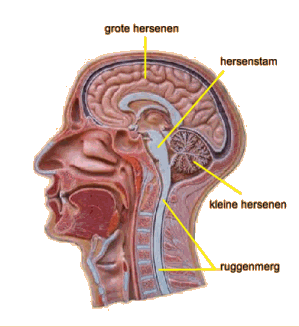 grote hersenen
hersenstam
kleine hersenen
ruggenmerg